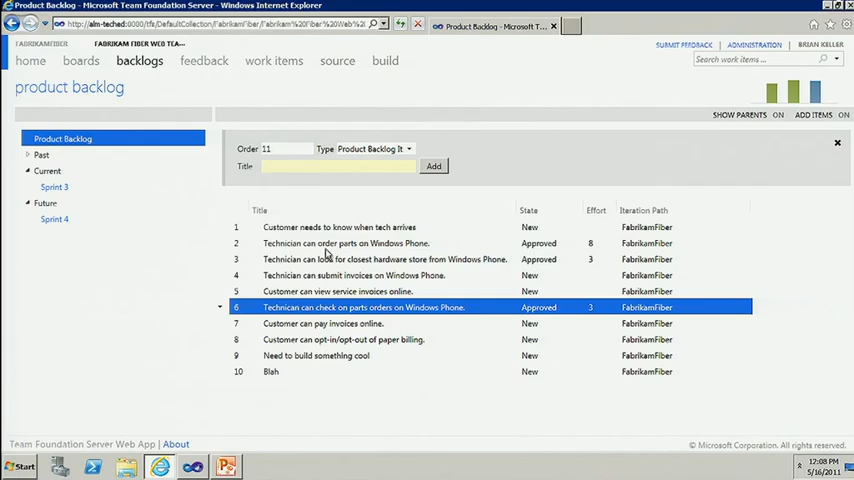 Product Backlog - Microsoft Team Foundation Server - Windows Internet Explorer
Product Backlog - Microsoft T...
FABRIKAMFIBER FABRIKAM FIBER WEB TEA...
SUBMIT FEEDBACK ADMINISTRATION BRIAN KELLER
home boards backlogs feedback work items source build
Search work items
product backlog
SHOW PARENTS ON ADD ITEMS ON
Product Backlog
Past
Current
Sprint 3
Future
Sprint 4
Order 11 Type Product Backlog It
Title Add
Title State Effort Iteration Path
1 Customer needs to know when tech arrives New FabrikamFiber
2 Technician can order parts on Windows Phone. Approved 8 FabrikamFiber
3 Technician can look for closest hardware store from Windows Phone. Approved 3 FabrikamFiber
4 Technician can submit invoices on Windows Phone. New FabrikamFiber
5 Customer can view service invoices online. New FabrikamFiber
6 Technican can check on parts orders on Windows Phone. Approved 3 FabrikamFiber
7 Customer can pay invoices online. New FabrikamFiber
8 Customer can opt-in/opt-out of paper billing. New FabrikamFiber
9 Need to build something cool New FabrikamFiber
10 Blah New FabrikamFiber
Team Foundation Server Web App | About
© Microsoft Corporation. All rights reserved.
Start
12:08 PM
5/16/2011